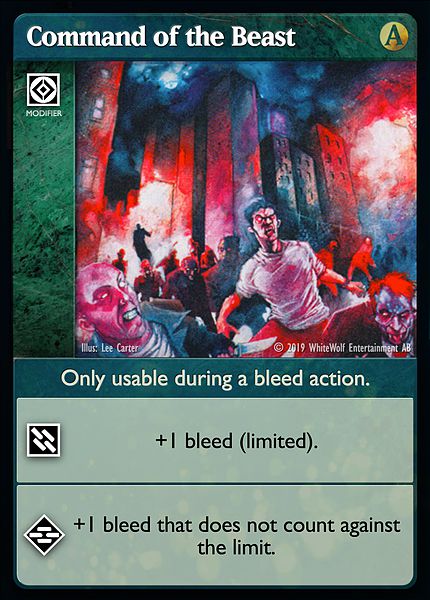 Command of the Beast
A
MODIFIER
Illus: Lee Carter
© 2019 WhiteWolf Entertainment AB
Only usable during a bleed action.
+1 bleed (limited).
+1 bleed that does not count against
the limit.